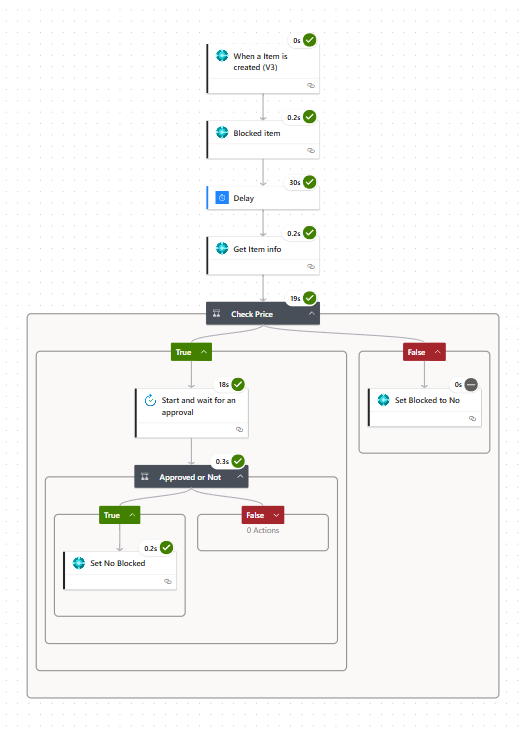 0s
When a Item is
created (V3)
0.2s
Blocked item
30s
Delay
0.2s
Get Item info
19s
Check Price
True
False
18s
Start and wait for an
approval
0s
Set Blocked to No
0.3s
Approved or Not
True
False
0 Actions
0.2s
Set No Blocked